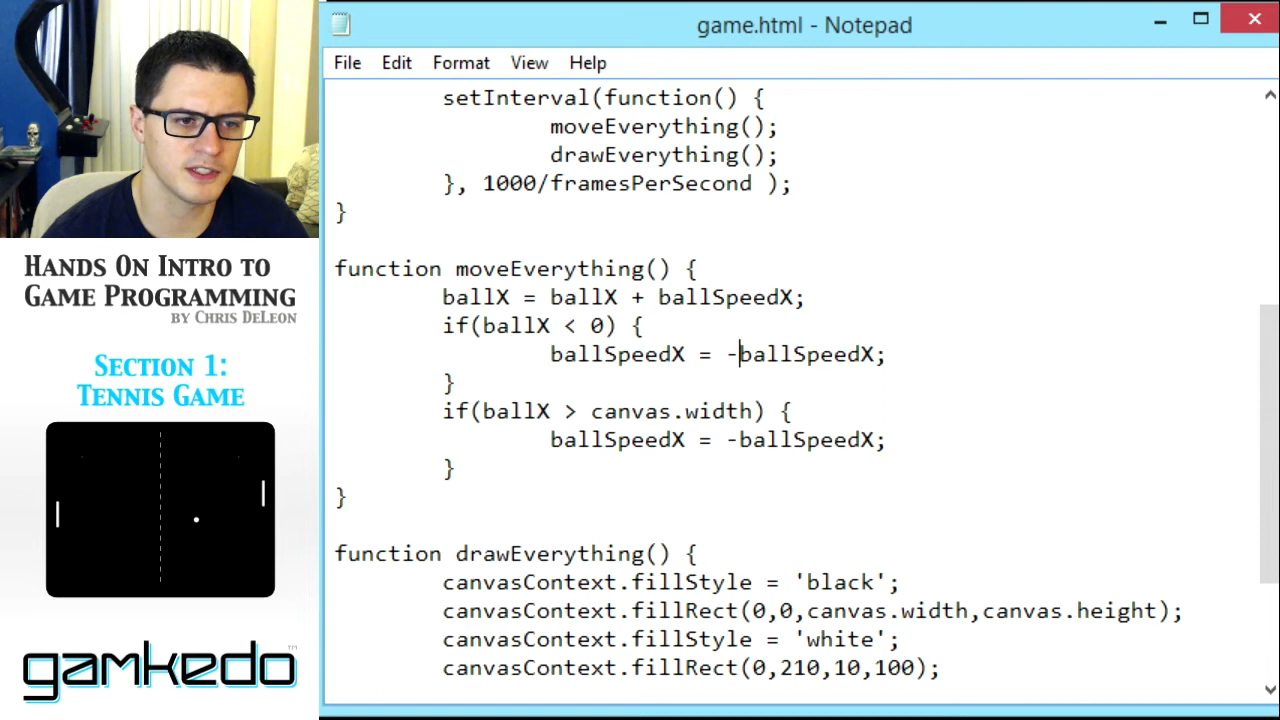 game.html - Notepad
File Edit Format View Help
setInterval(function() {
moveEverything();
drawEverything();
}, 1000/framesPerSecond );
}
function moveEverything() {
ballX = ballX + ballSpeedX;
if(ballX < 0) {
ballSpeedX = -ballSpeedX;
}
if(ballX > canvas.width) {
ballSpeedX = -ballSpeedX;
}
}
function drawEverything() {
canvasContext.fillStyle = 'black';
canvasContext.fillRect(0,0,canvas.width,canvas.height);
canvasContext.fillStyle = 'white';
canvasContext.fillRect(0,210,10,100);
Hands On Intro to
Game Programming
by Chris DeLeon
Section 1:
Tennis Game
gamkedo™